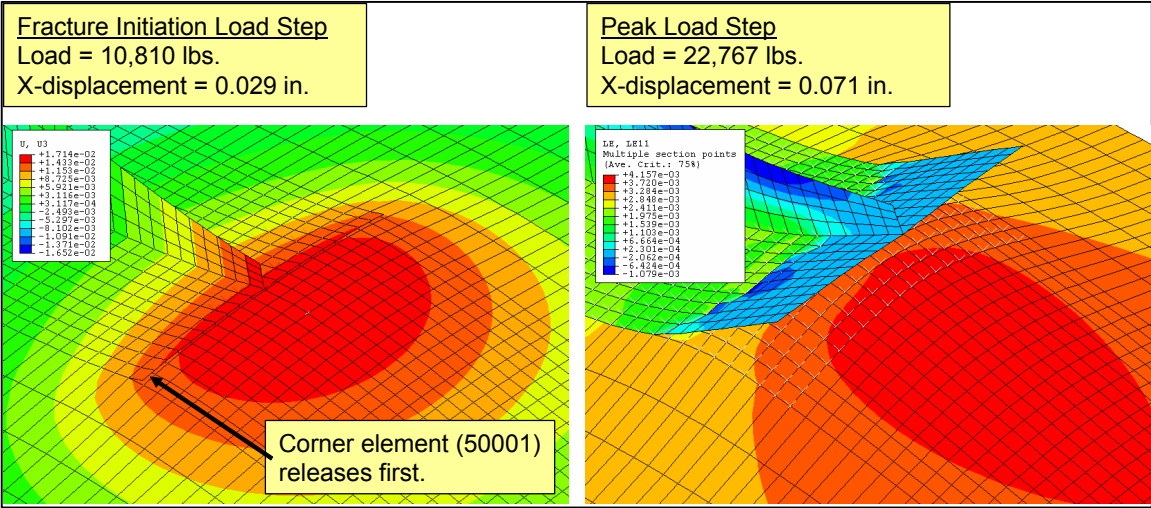 Fracture Initiation Load Step
Load = 10,810 lbs.
X-displacement = 0.029 in.
Peak Load Step
Load = 22,767 lbs.
X-displacement = 0.071 in.
U, U3
+1.714e-02
+1.433e-02
+1.153e-02
+8.725e-03
+5.921e-03
+3.116e-03
+3.117e-04
-2.493e-03
-5.297e-03
-8.102e-03
-1.091e-02
-1.371e-02
-1.652e-02
LE, LE11
Multiple section points
(Ave. Crit.: 75%)
+4.157e-03
+3.720e-03
+3.284e-03
+2.848e-03
+2.411e-03
+1.975e-03
+1.539e-03
+1.103e-03
+6.664e-04
+2.301e-04
-2.062e-04
-6.424e-04
-1.079e-03
Corner element (50001)
releases first.